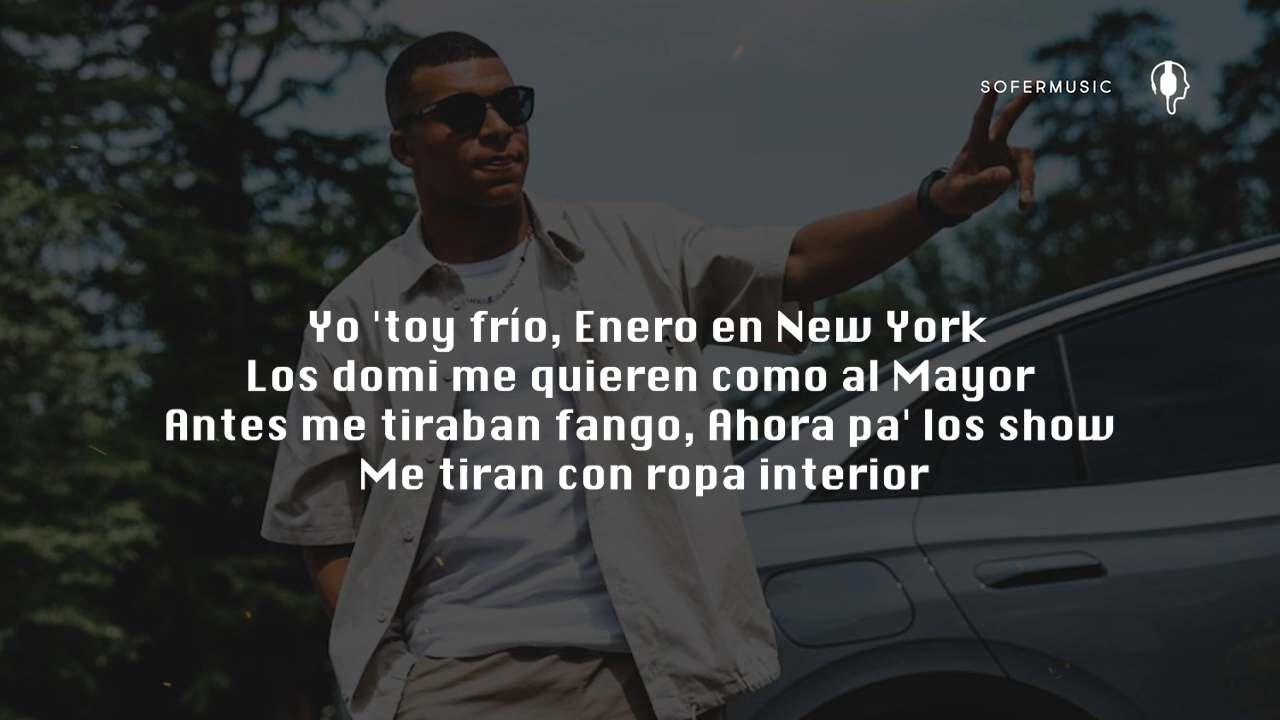 SOFERMUSIC
Yo 'toy frío, Enero en New York
Los domi me quieren como al Mayor
Antes me tiraban fango, Ahora pa' los show
Me tiran con ropa interior